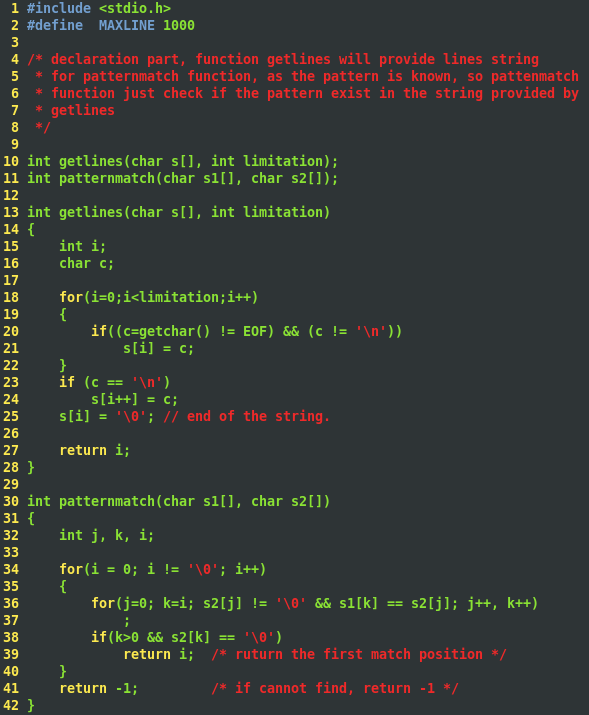 1 #include <stdio.h>
2 #define  MAXLINE 1000
3
4 /* declaration part, function getlines will provide lines string
5  * for patternmatch function, as the pattern is known, so pattenmatch
6  * function just check if the pattern exist in the string provided by
7  * getlines
8  */
9
10 int getlines(char s[], int limitation);
11 int patternmatch(char s1[], char s2[]);
12
13 int getlines(char s[], int limitation)
14 {
15     int i;
16     char c;
17
18     for(i=0;i<limitation;i++)
19     {
20         if((c=getchar() != EOF) && (c != '\n'))
21             s[i] = c;
22     }
23     if (c == '\n')
24         s[i++] = c;
25     s[i] = '\0'; // end of the string.
26
27     return i;
28 }
29
30 int patternmatch(char s1[], char s2[])
31 {
32     int j, k, i;
33
34     for(i = 0; i != '\0'; i++)
35     {
36         for(j=0; k=i; s2[j] != '\0' && s1[k] == s2[j]; j++, k++)
37             ;
38         if(k>0 && s2[k] == '\0')
39             return i;  /* ruturn the first match position */
40     }
41     return -1;         /* if cannot find, return -1 */
42 }